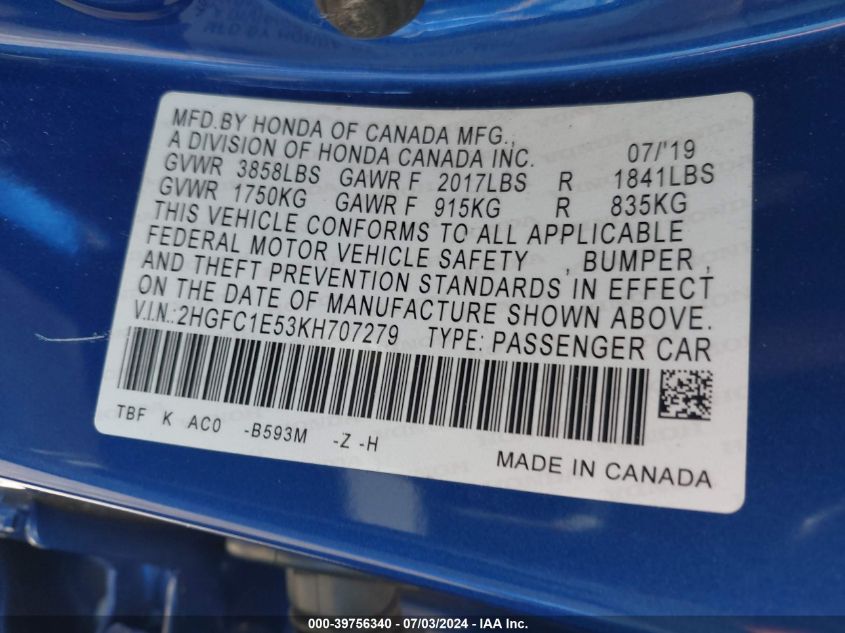 MFD.BY HONDA OF CANADA MFG.,
A DIVISION OF HONDA CANADA INC. 07/'19
GVWR 3858LBS GAWR F 2017LBS R 1841LBS
GVWR 1750KG GAWR F 915KG R 835KG
THIS VEHICLE CONFORMS TO ALL APPLICABLE
FEDERAL MOTOR VEHICLE SAFETY , BUMPER ,
AND THEFT PREVENTION STANDARDS IN EFFECT
ON THE DATE OF MANUFACTURE SHOWN ABOVE.
V.I.N.:2HGFC1E53KH707279 TYPE: PASSENGER CAR
TBF K AC0 -B593M -Z -H
MADE IN CANADA
000-39756340 - 07/03/2024 - IAA Inc.